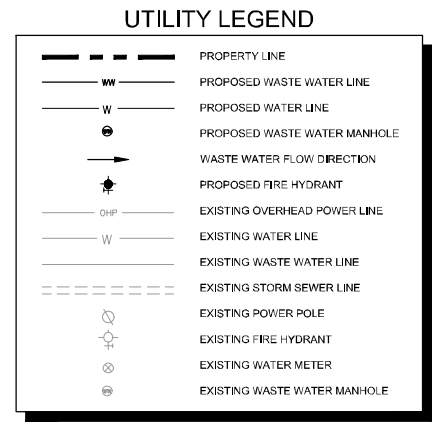 UTILITY LEGEND
PROPERTY LINE
WW PROPOSED WASTE WATER LINE
W PROPOSED WATER LINE
PROPOSED WASTE WATER MANHOLE
WASTE WATER FLOW DIRECTION
PROPOSED FIRE HYDRANT
OHP EXISTING OVERHEAD POWER LINE
W EXISTING WATER LINE
EXISTING WASTE WATER LINE
EXISTING STORM SEWER LINE
EXISTING POWER POLE
EXISTING FIRE HYDRANT
EXISTING WATER METER
EXISTING WASTE WATER MANHOLE